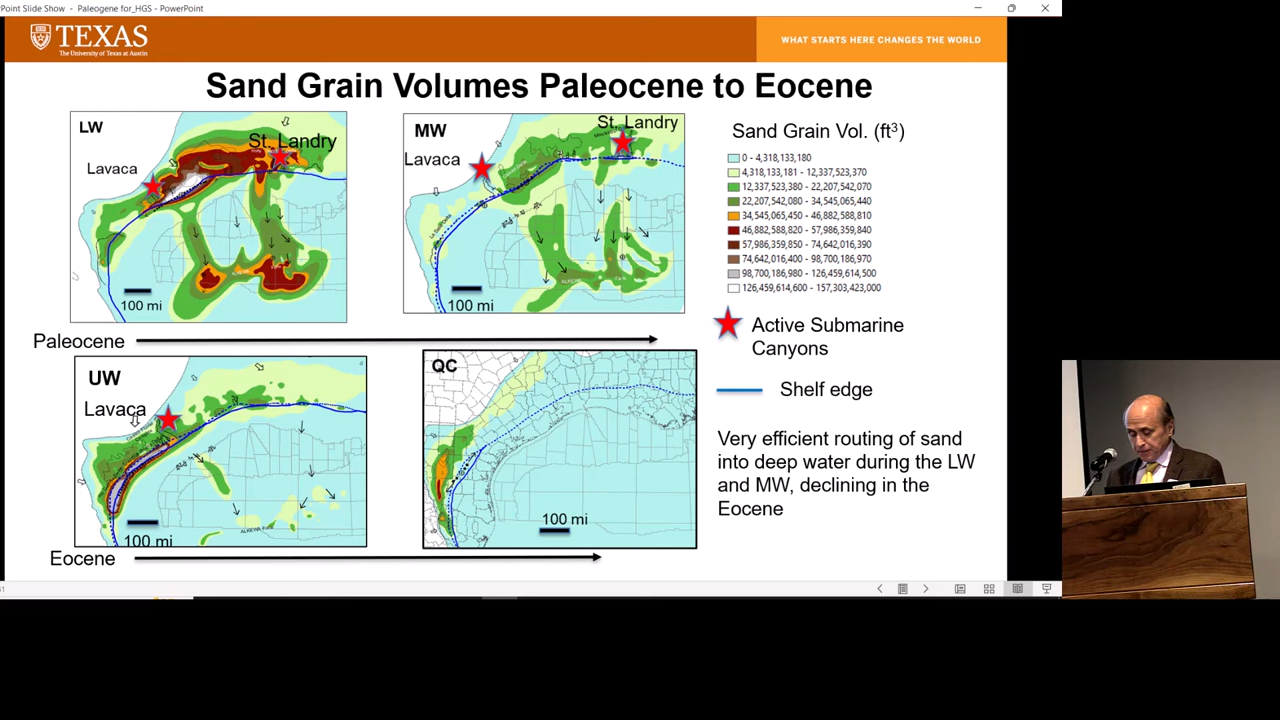 PointSlide Show - Paleogene for_HGS - PowerPoint
TEXAS
The University of Texas at Austin
WHAT STARTS HERE CHANGES THE WORLD
Sand Grain Volumes Paleocene to Eocene
LW
St. Landry
Lavaca
100 mi
MW
St. Landry
Lavaca
100 mi
Sand Grain Vol. (ft³)
0 - 4,318,133,180
4,318,133,181 - 12,337,523,370
12,337,523,380 - 22,207,542,070
22,207,542,080 - 34,545,065,440
34,545,065,450 - 46,882,588,810
46,882,588,820 - 57,986,359,840
57,986,359,850 - 74,642,016,390
74,642,016,400 - 98,700,186,970
98,700,186,980 - 126,459,614,500
126,459,614,600 - 157,303,423,000
Active Submarine
Canyons
Shelf edge
Paleocene
UW
Lavaca
100 mi
QC
100 mi
Very efficient routing of sand
into deep water during the LW
and MW, declining in the
Eocene
Eocene